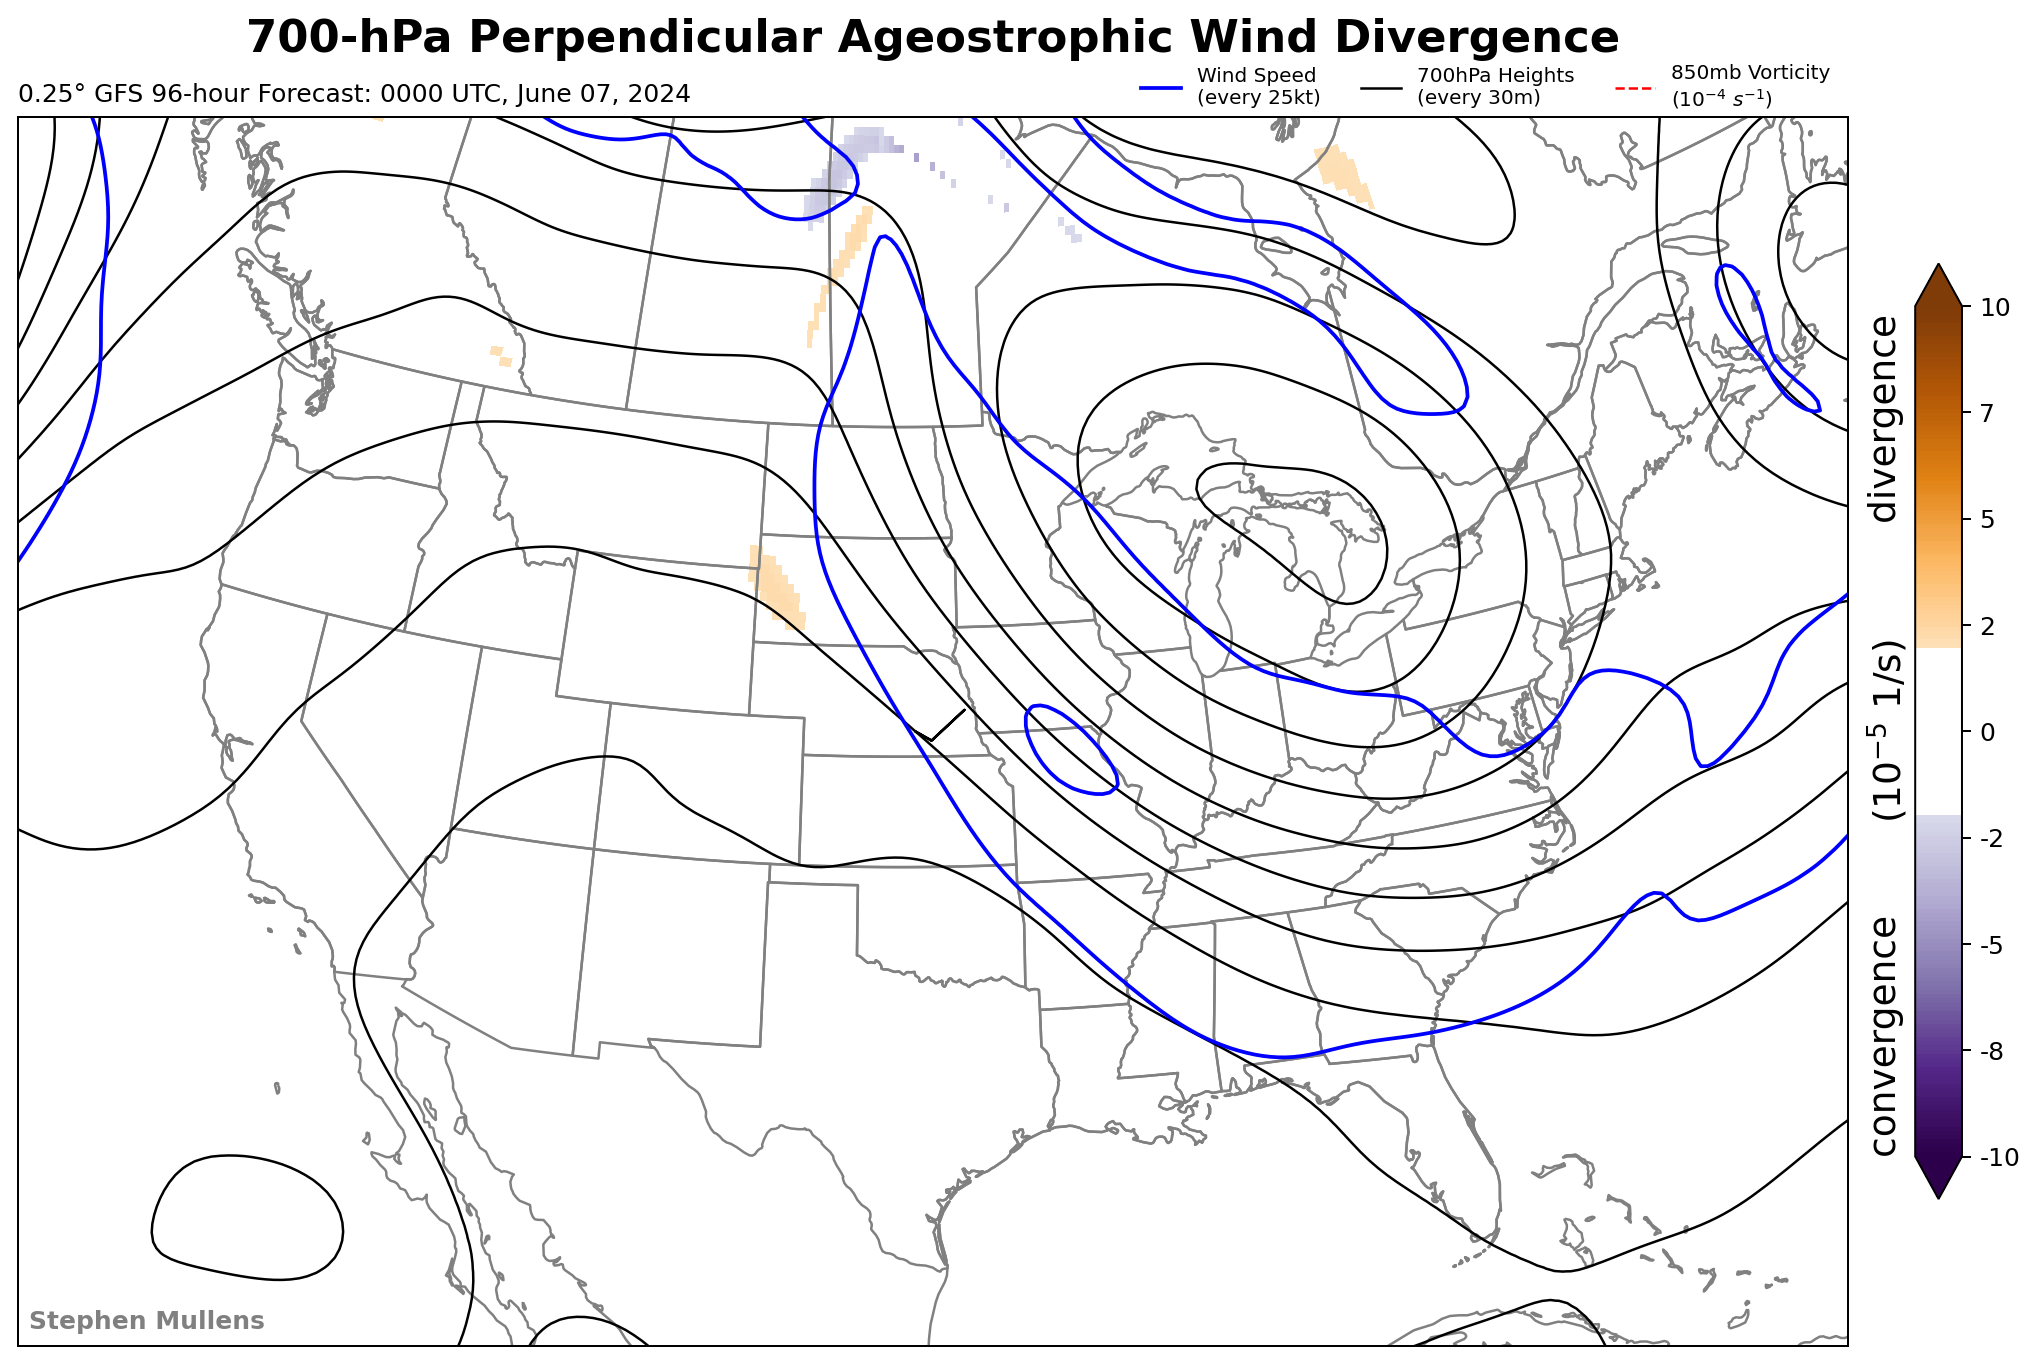 700-hPa Perpendicular Ageostrophic Wind Divergence
0.25° GFS 96-hour Forecast: 0000 UTC, June 07, 2024
Wind Speed
(every 25kt)
700hPa Heights
(every 30m)
850mb Vorticity
(10⁻⁴ s⁻¹)
10
7
5
2
0
-2
-5
-8
-10
convergence (10⁻⁵ 1/s) divergence
Stephen Mullens